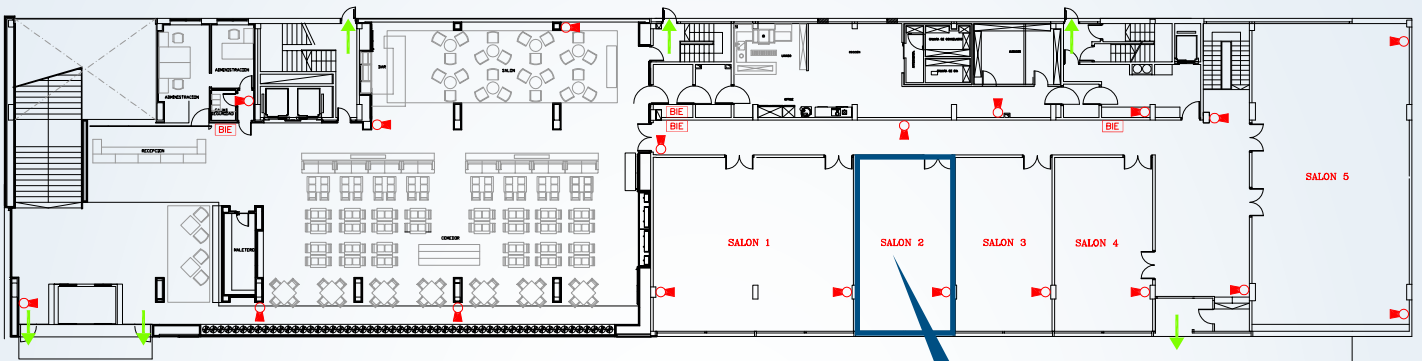 ADMINISTRACION
ADMINISTRACION
BIE
RECEPCION
MALETERO
BAR
SALON
COMEDOR
BIE
BIE
BIE
OFFICE
SALON 1
SALON 2
SALON 3
SALON 4
SALON 5